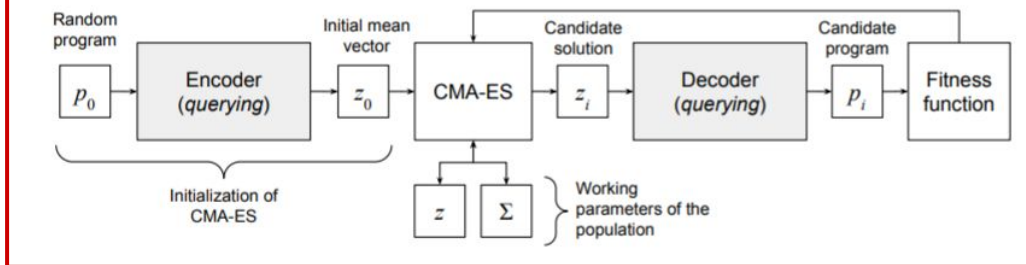 Random
program
p0
Encoder
(querying)
Initial mean
vector
z0
CMA-ES
Candidate
solution
zi
Decoder
(querying)
Candidate
program
pi
Fitness
function
Initialization of
CMA-ES
z
Σ
Working
parameters of the
population